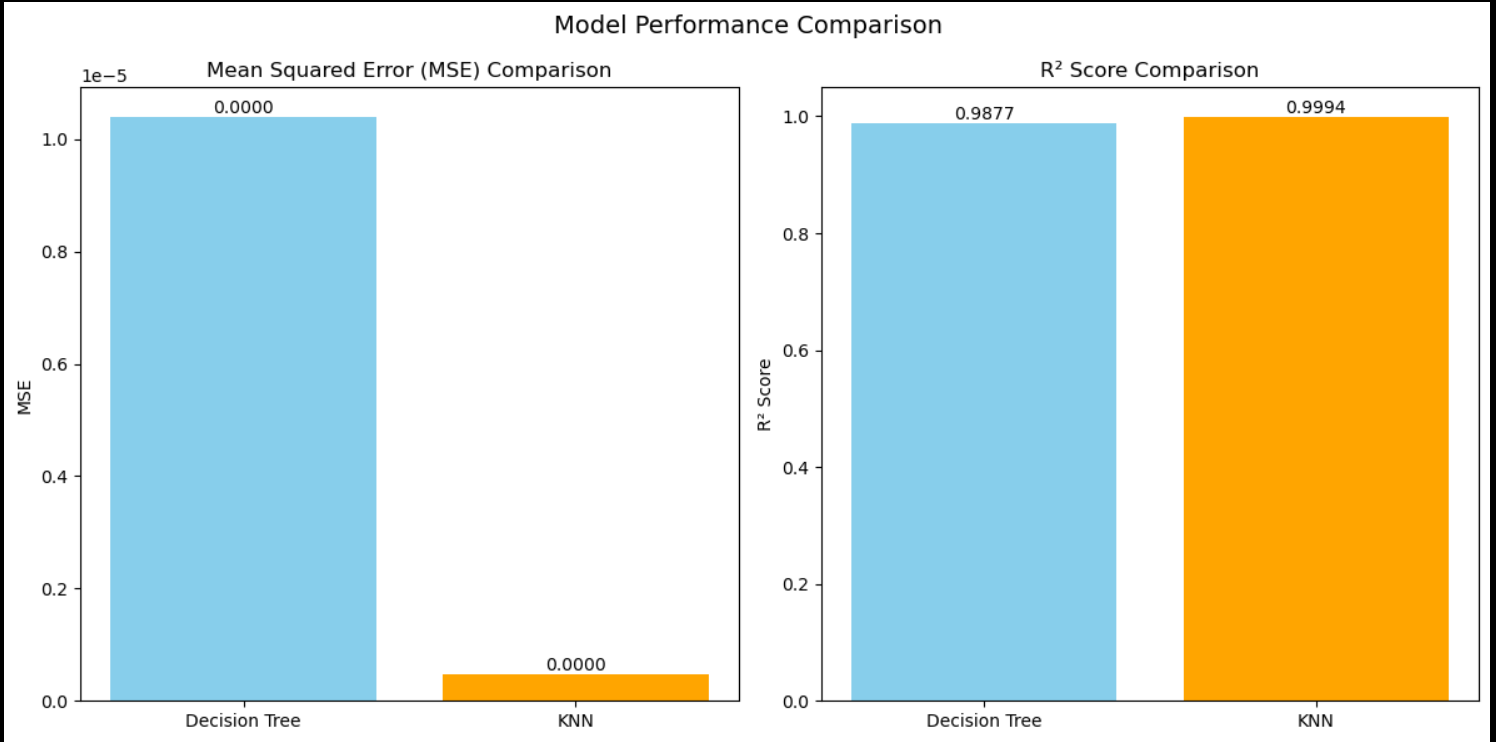 Model Performance Comparison
Mean Squared Error (MSE) Comparison
1e−5
0.0000
1.0
0.8
0.6
0.4
0.2
0.0
MSE
0.0000
Decision Tree
KNN
R² Score Comparison
0.9877
0.9994
1.0
0.8
0.6
0.4
0.2
0.0
R² Score
Decision Tree
KNN